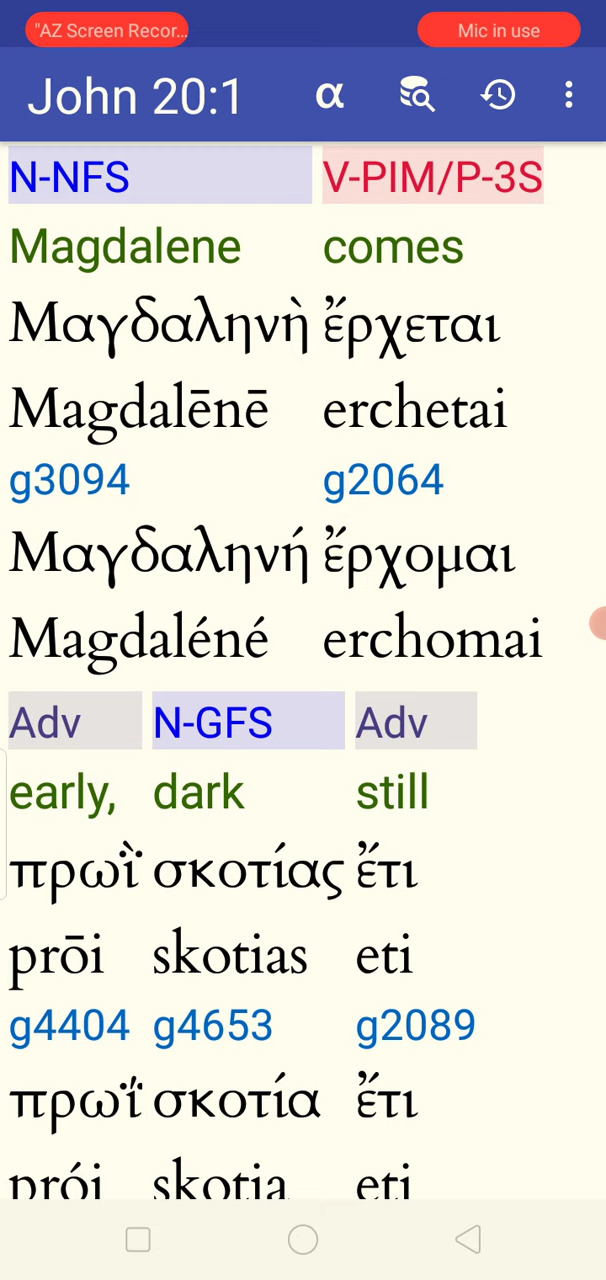 "AZ Screen Recor... Mic in use
John 20:1 α
N-NFS V-PIM/P-3S
Magdalene comes
Μαγδαληνὴ ἔρχεται
Magdalēnē erchetai
g3094 g2064
Μαγδαληνή ἔρχομαι
Magdaléné erchomai
Adv N-GFS Adv
early, dark still
πρωῒ σκοτίας ἔτι
prōi skotias eti
g4404 g4653 g2089
πρωΐ σκοτία ἔτι
prói skotia eti